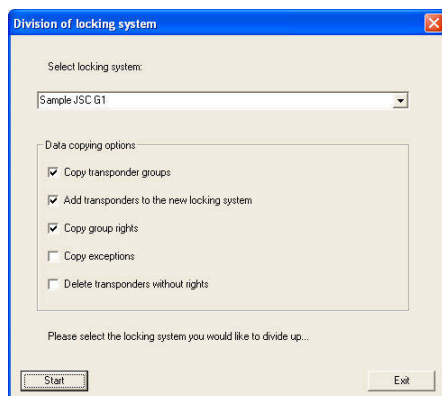 Division of locking system
Select locking system:
Sample JSC G1
Data copying options
Copy transponder groups
Add transponders to the new locking system
Copy group rights
Copy exceptions
Delete transponders without rights
Please select the locking system you would like to divide up...
Start
Exit